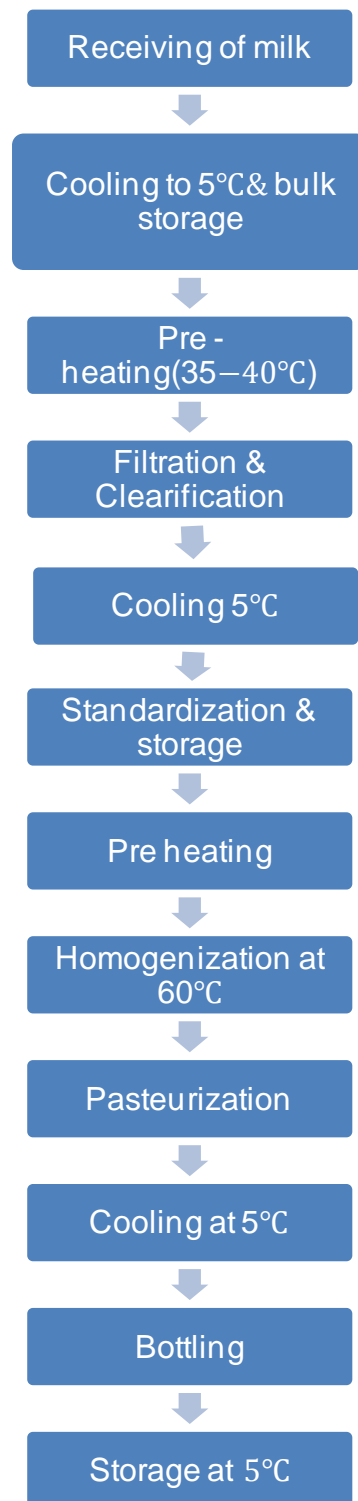 Receiving of milk
Cooling to 5℃& bulk
storage
Pre -
heating(35−40℃)
Filtration &
Clearification
Cooling 5℃
Standardization &
storage
Pre heating
Homogenization at
60℃
Pasteurization
Cooling at 5℃
Bottling
Storage at 5℃